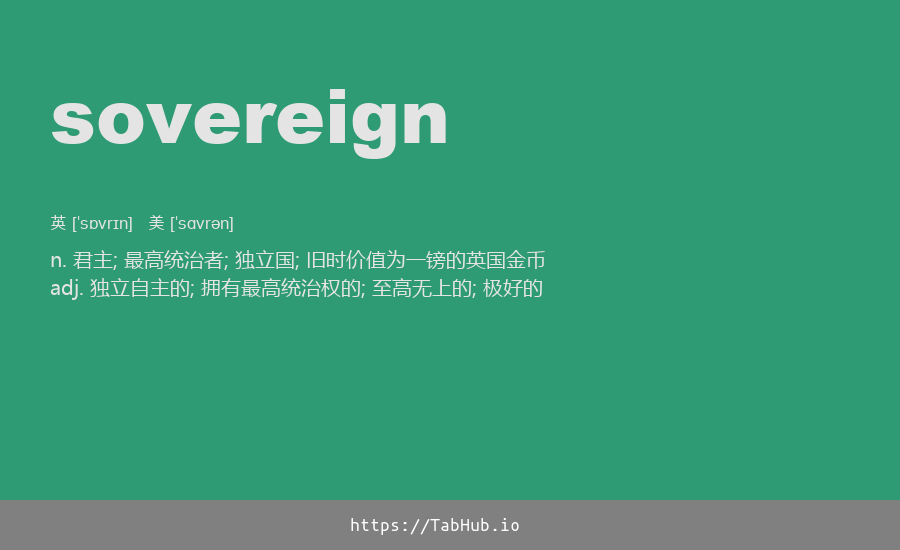 sovereign
英 [ˈsɒvrɪn] 美 [ˈsɑvrən]
n. 君主; 最高统治者; 独立国; 旧时价值为一镑的英国金币
adj. 独立自主的; 拥有最高统治权的; 至高无上的; 极好的
https://TabHub.io